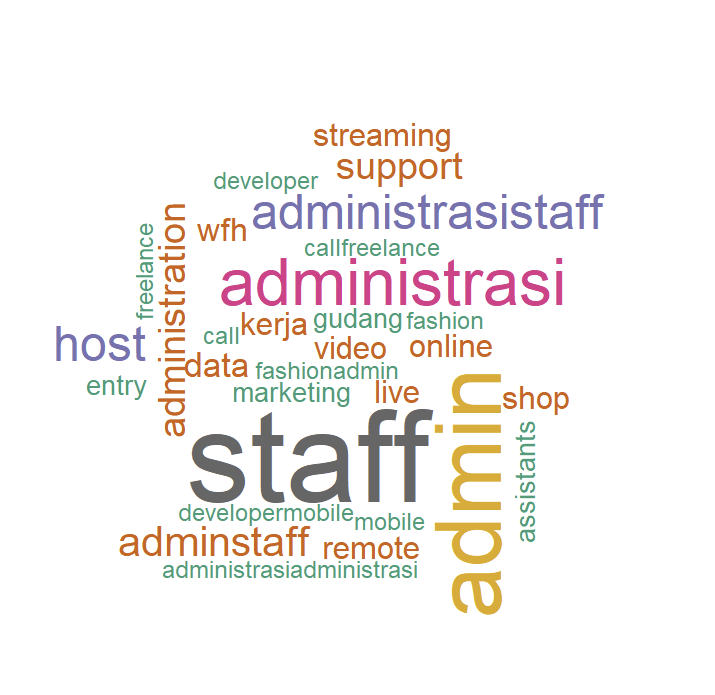 streaming
support
developer
administrasistaff
wfh
callfreelance
freelance
administration
administrasi
host
call
kerja
gudang
fashion
data
video
online
entry
fashionadmin
marketing
live
shop
staff
admin
assistants
developermobile
mobile
adminstaff
remote
administrasiadministrasi